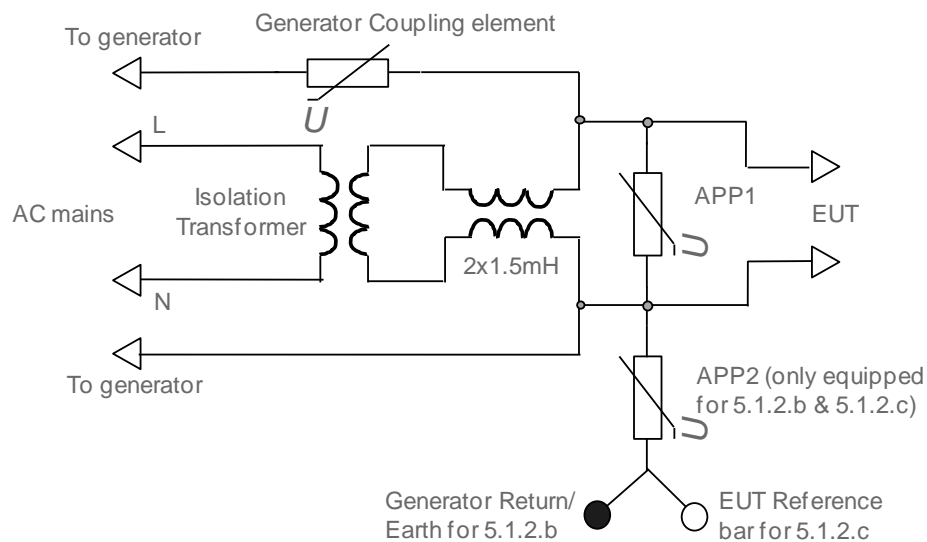 Generator Coupling element
To generator
U
L
Isolation
Transformer
AC mains
APP1
EUT
U
2x1.5mH
N
To generator
APP2 (only equipped
for 5.1.2.b & 5.1.2.c)
U
Generator Return/
Earth for 5.1.2.b
EUT Reference
bar for 5.1.2.c